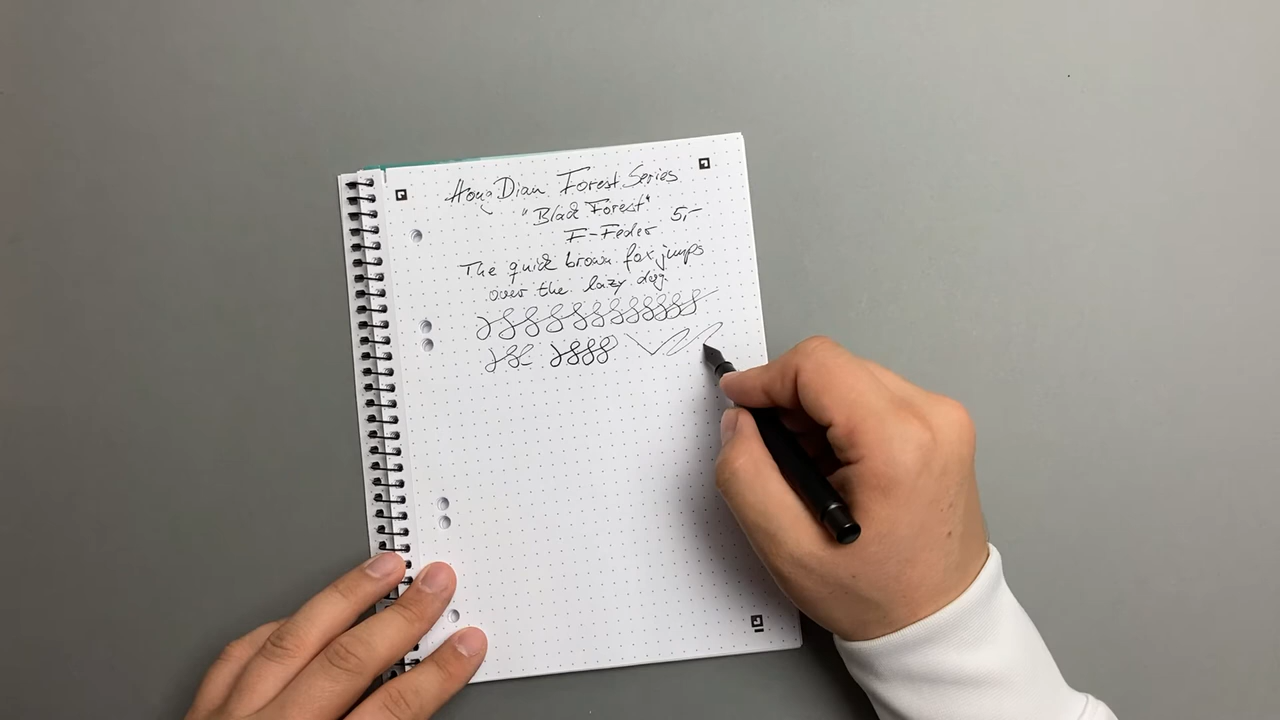 HongDian Forest Series
"Black Forest" 5,-
F-Feder
The quick brown fox jumps
over the lazy dog.